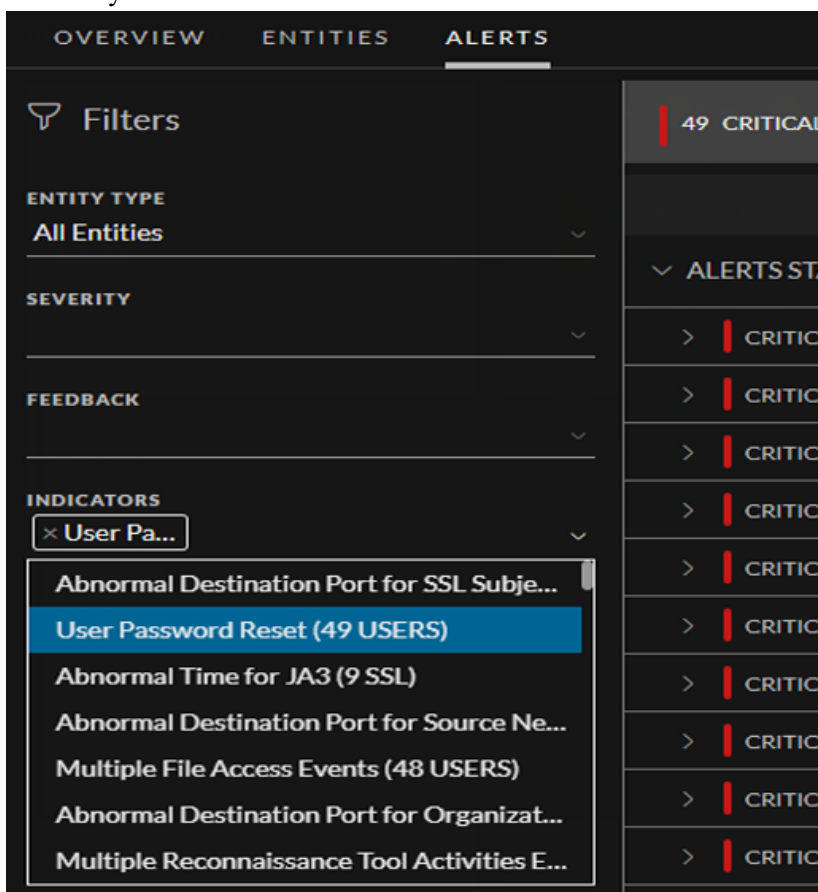 OVERVIEW ENTITIES ALERTS
Filters
ENTITY TYPE
All Entities
SEVERITY
FEEDBACK
INDICATORS
× User Pa...
Abnormal Destination Port for SSL Subje...
User Password Reset (49 USERS)
Abnormal Time for JA3 (9 SSL)
Abnormal Destination Port for Source Ne...
Multiple File Access Events (48 USERS)
Abnormal Destination Port for Organizat...
Multiple Reconnaissance Tool Activities E...
49 CRITICAL
ALERTS STA
CRITIC
CRITIC
CRITIC
CRITIC
CRITIC
CRITIC
CRITIC
CRITIC
CRITIC
CRITIC